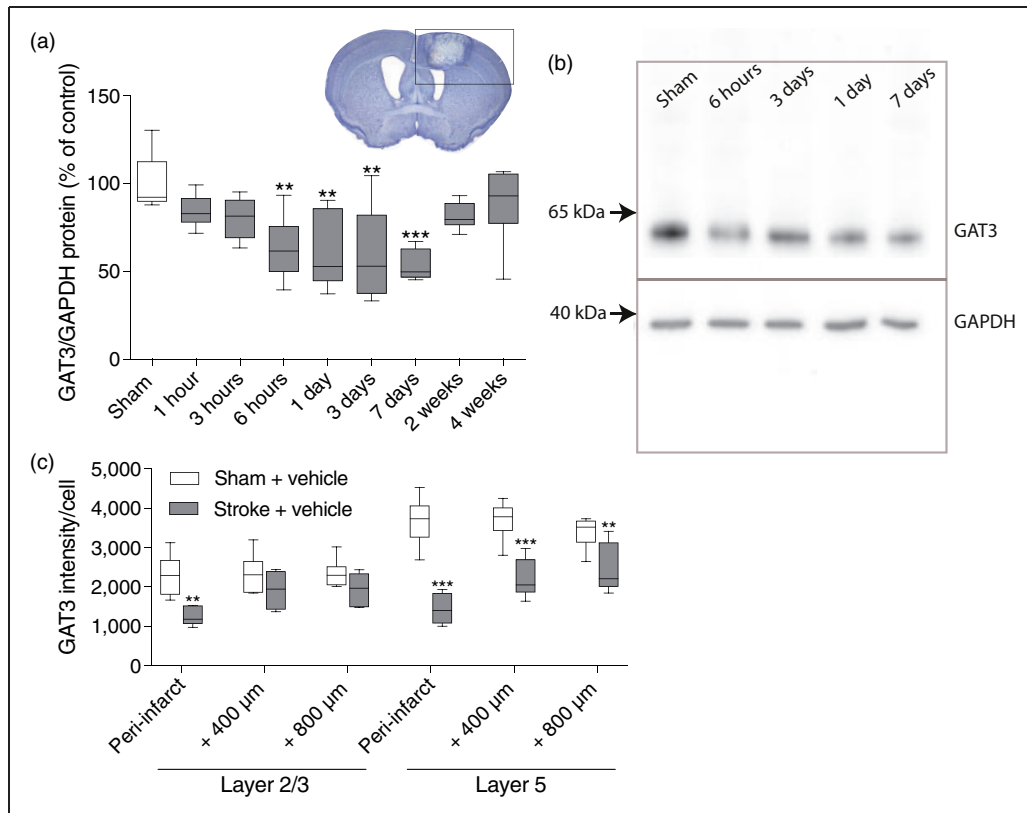 (a)
GAT3/GAPDH protein (% of control)
150
100
50
0
**
**
**
***
Sham
1 hour
3 hours
6 hours
1 day
3 days
7 days
2 weeks
4 weeks
(b)
Sham
6 hours
3 days
1 day
7 days
65 kDa
GAT3
40 kDa
GAPDH
(c)
GAT3 intensity/cell
5,000
4,000
3,000
2,000
1,000
0
Sham + vehicle
Stroke + vehicle
**
***
***
**
Peri-infarct
+ 400 µm
+ 800 µm
Peri-infarct
+ 400 µm
+ 800 µm
Layer 2/3
Layer 5